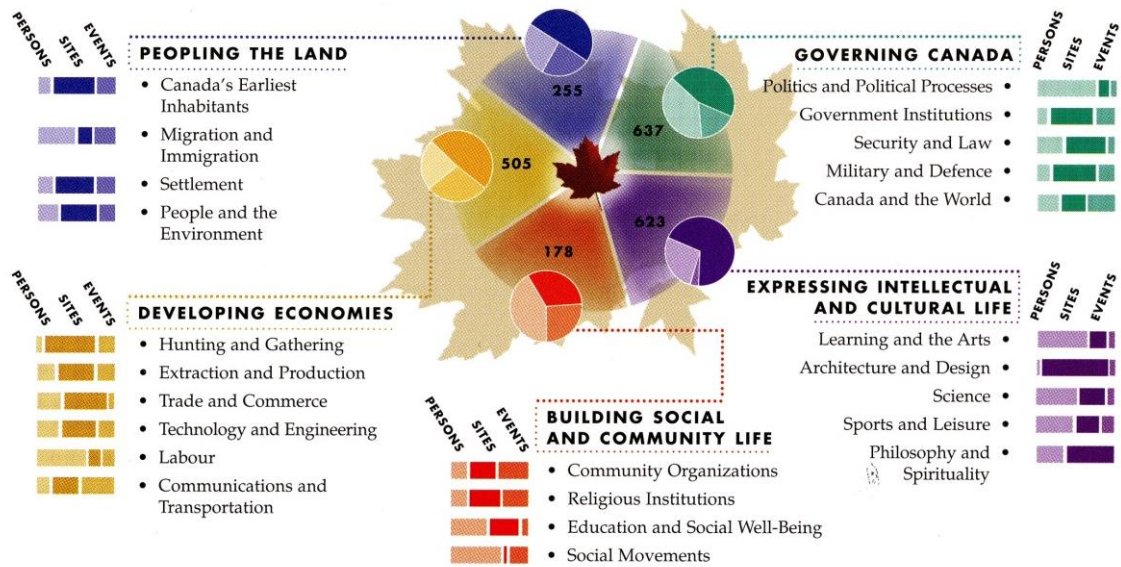 PERSONS
SITES
EVENTS
PEOPLING THE LAND
• Canada's Earliest
Inhabitants
• Migration and
Immigration
• Settlement
• People and the
Environment
PERSONS
SITES
EVENTS
DEVELOPING ECONOMIES
• Hunting and Gathering
• Extraction and Production
• Trade and Commerce
• Technology and Engineering
• Labour
• Communications and
Transportation
255
637
505
623
178
PERSONS
SITES
EVENTS
BUILDING SOCIAL
AND COMMUNITY LIFE
• Community Organizations
• Religious Institutions
• Education and Social Well-Being
• Social Movements
PERSONS
SITES
EVENTS
GOVERNING CANADA
Politics and Political Processes •
Government Institutions •
Security and Law •
Military and Defence •
Canada and the World •
PERSONS
SITES
EVENTS
EXPRESSING INTELLECTUAL
AND CULTURAL LIFE
Learning and the Arts •
Architecture and Design •
Science •
Sports and Leisure •
Philosophy and •
Spirituality